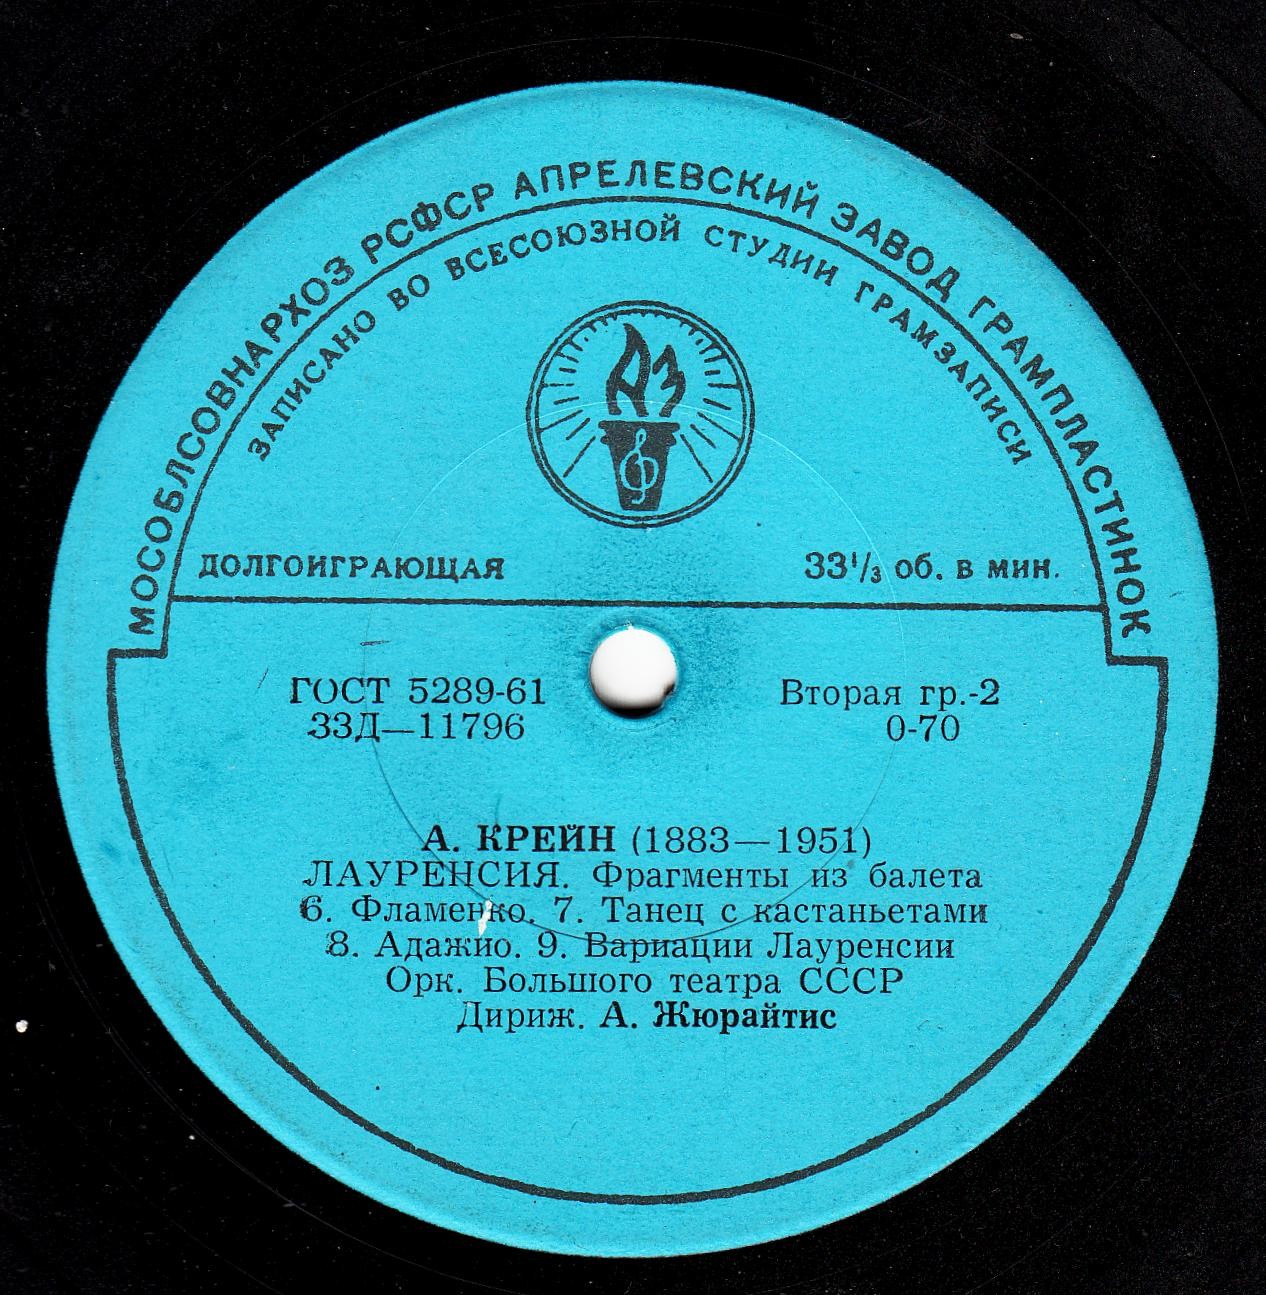 МОСОБЛСОВНАРХОЗ РСФСР АПРЕЛЕВСКИЙ ЗАВОД ГРАМПЛАСТИНОК
ЗАПИСАНО ВО ВСЕСОЮЗНОЙ СТУДИИ ГРАМЗАПИСИ
АЗ
ДОЛГОИГРАЮЩАЯ 33⅓ об. в мин.
ГОСТ 5289-61 Вторая гр.-2
33Д—11796 0-70
А. КРЕЙН (1883—1951)
ЛАУРЕНСИЯ. Фрагменты из балета
6. Фламенко. 7. Танец с кастаньетами
8. Адажио. 9. Вариации Лауренсии
Орк. Большого театра СССР
Дириж. А. Жюрайтис